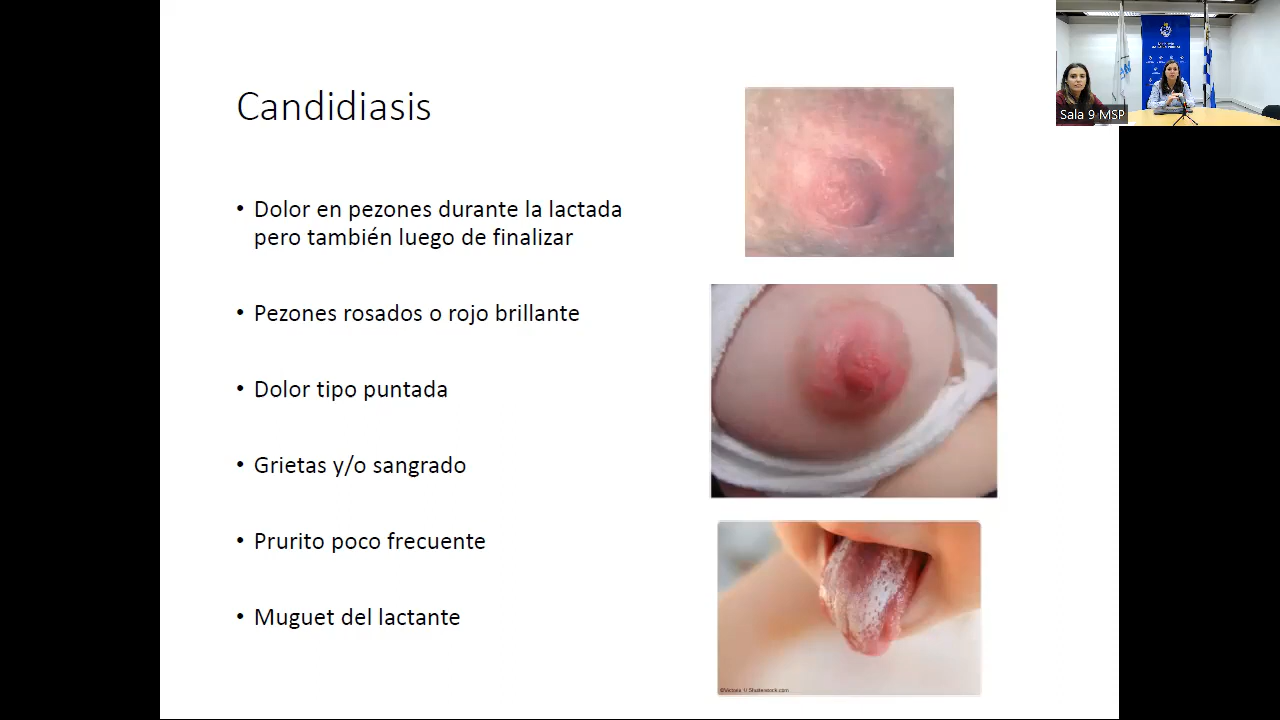 Candidiasis
• Dolor en pezones durante la lactada
pero también luego de finalizar
• Pezones rosados o rojo brillante
• Dolor tipo puntada
• Grietas y/o sangrado
• Prurito poco frecuente
• Muguet del lactante
Sala 9 MSP